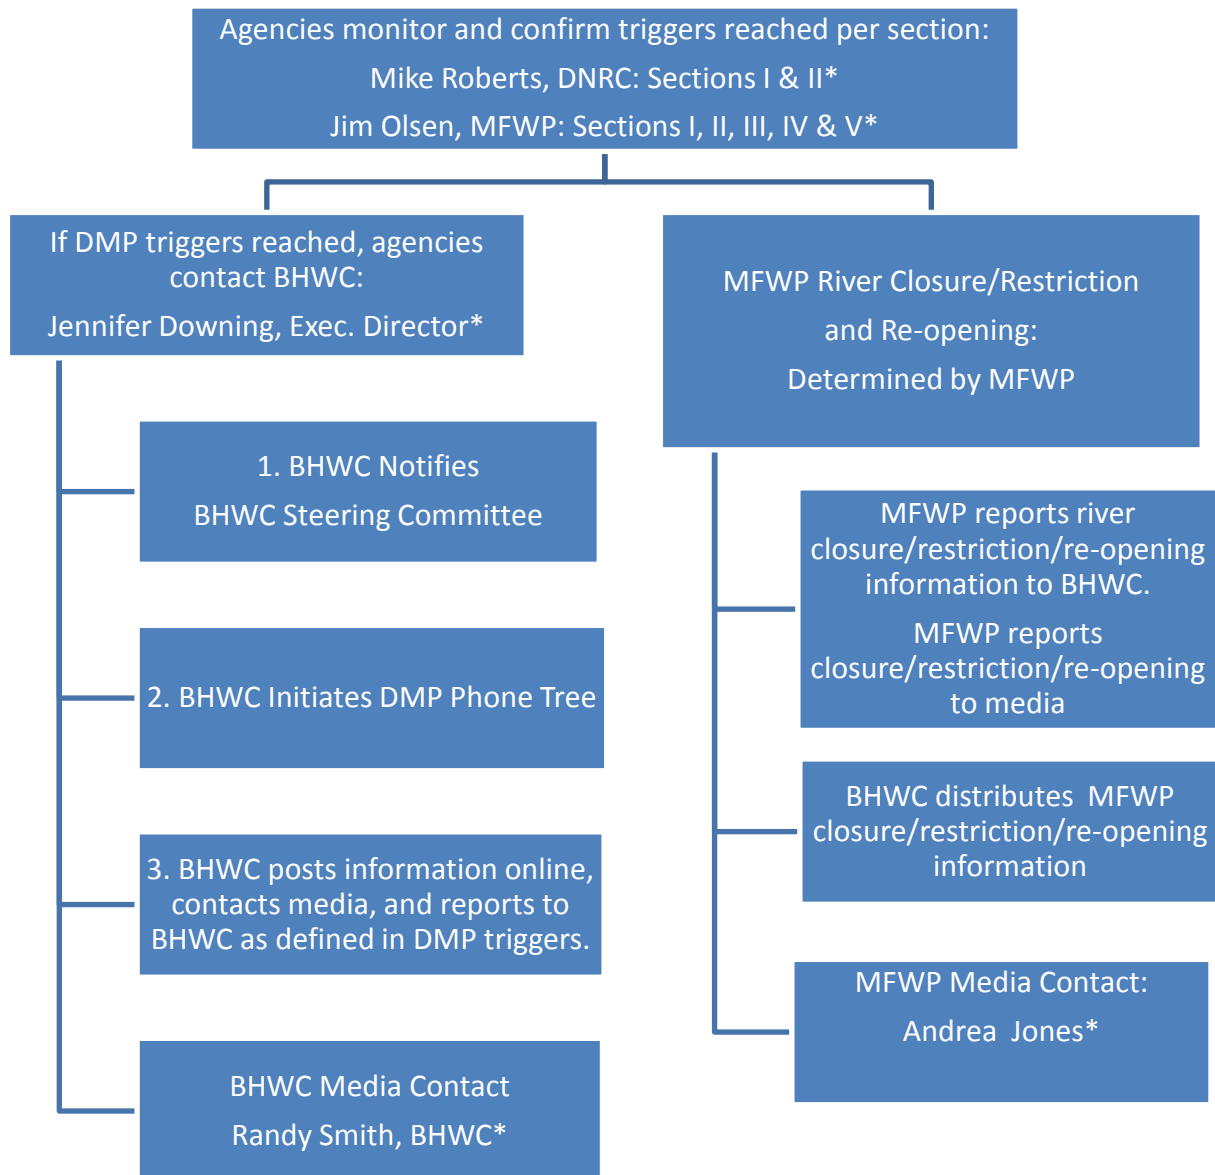 Agencies monitor and confirm triggers reached per section:
Mike Roberts, DNRC: Sections I & II*
Jim Olsen, MFWP: Sections I, II, III, IV & V*
If DMP triggers reached, agencies
contact BHWC:
Jennifer Downing, Exec. Director*
1. BHWC Notifies
BHWC Steering Committee
2. BHWC Initiates DMP Phone Tree
3. BHWC posts information online,
contacts media, and reports to
BHWC as defined in DMP triggers.
BHWC Media Contact
Randy Smith, BHWC*
MFWP River Closure/Restriction
and Re-opening:
Determined by MFWP
MFWP reports river
closure/restriction/re-opening
information to BHWC.
MFWP reports
closure/restriction/re-opening
to media
BHWC distributes MFWP
closure/restriction/re-opening
information
MFWP Media Contact:
Andrea Jones*